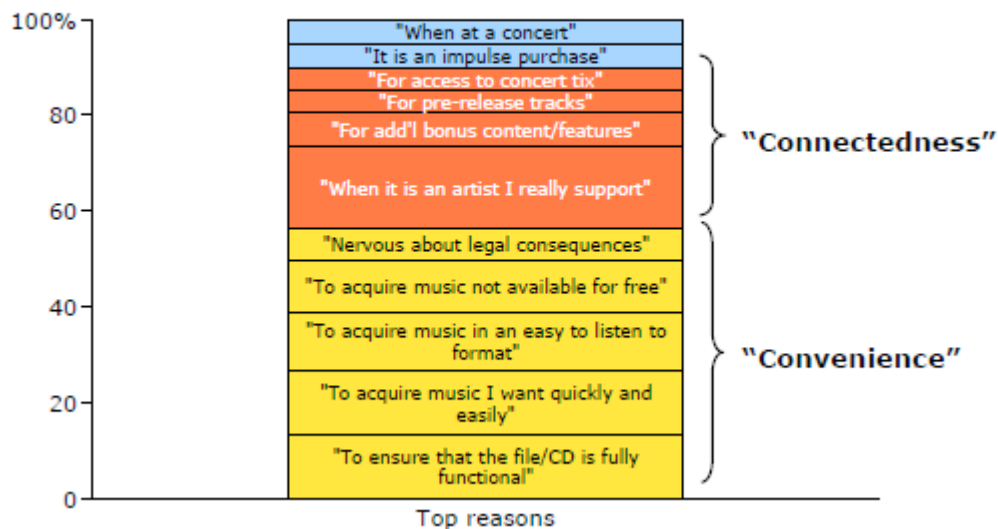 100%
"When at a concert"
"It is an impulse purchase"
"For access to concert tix"
80
"For pre-release tracks"
"For add'l bonus content/features"
“Connectedness”
"When it is an artist I really support"
60
"Nervous about legal consequences"
"To acquire music not available for free"
40
"To acquire music in an easy to listen to
format"
“Convenience”
"To acquire music I want quickly and
easily"
20
"To ensure that the file/CD is fully
functional"
0
Top reasons